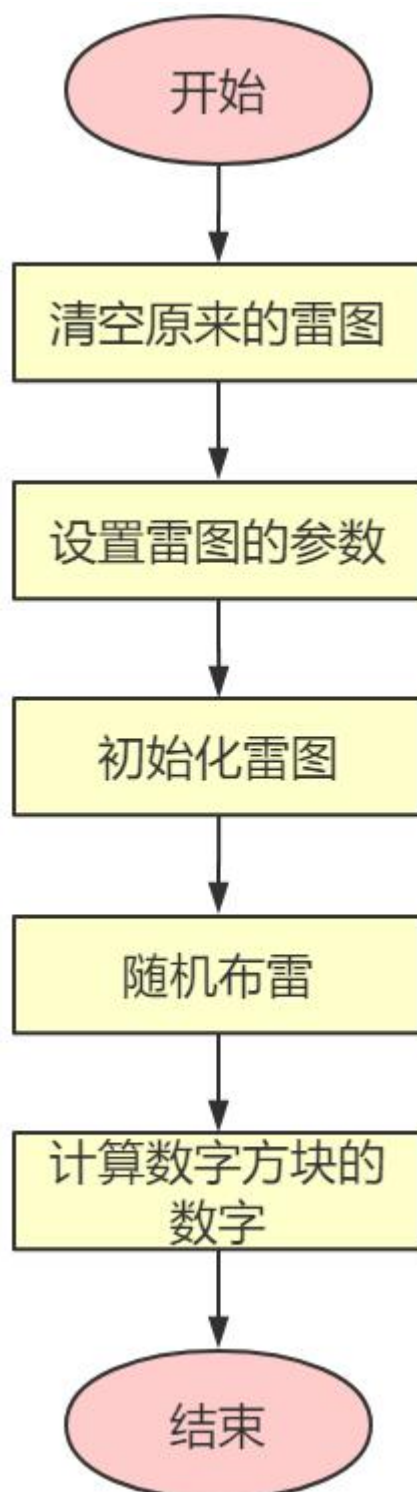 开始
清空原来的雷图
设置雷图的参数
初始化雷图
随机布雷
计算数字方块的
数字
结束